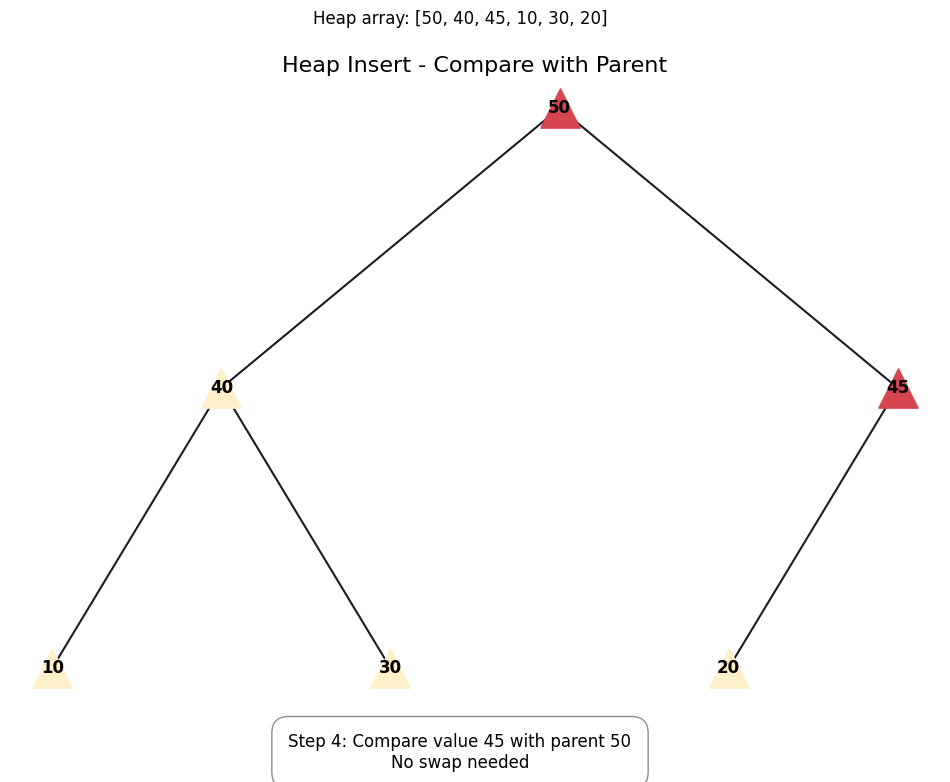 Heap array: [50, 40, 45, 10, 30, 20]
Heap Insert - Compare with Parent
50
40
45
10
30
20
Step 4: Compare value 45 with parent 50
No swap needed